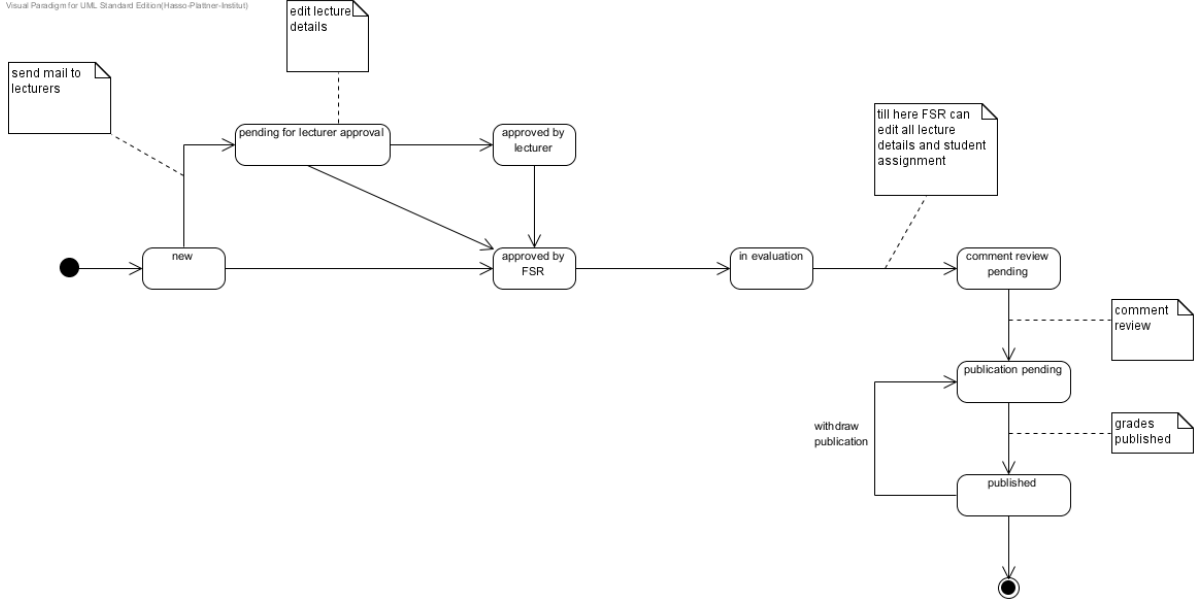 Visual Paradigm for UML Standard Edition(Hasso-Plattner-Institut)
edit lecture
details
send mail to
lecturers
pending for lecturer approval
approved by
lecturer
till here FSR can
edit all lecture
details and student
assignment
new
approved by
FSR
in evaluation
comment review
pending
comment
review
publication pending
withdraw
publication
grades
published
published